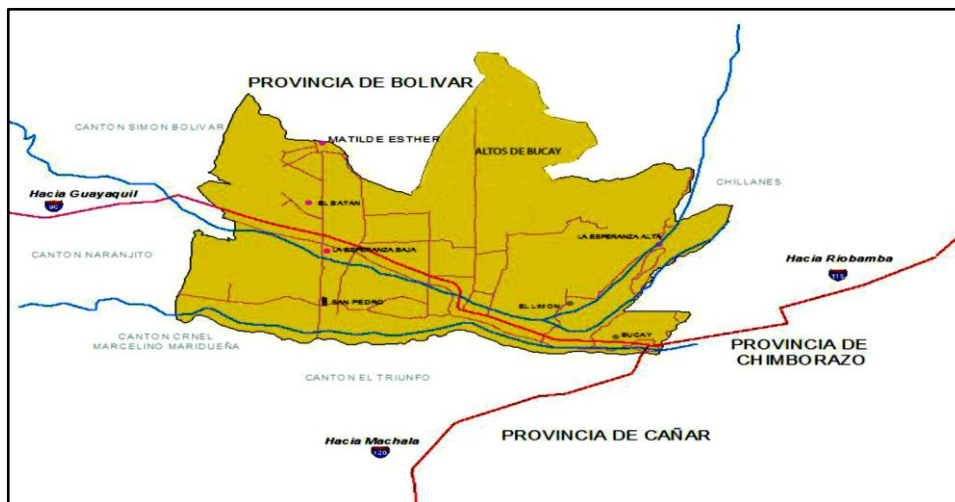 PROVINCIA DE BOLIVAR
CANTON SIMON BOLIVAR
MATILDE ESTHER
ALTOS DE BUCAY
CHILLANES
Hacia Guayaquil
90
EL BATAN
LA ESPERANZA ALTA
CANTON NARANJITO
LA ESPERANZA BAJA
Hacia Riobamba
115
SAN PEDRO
EL LIMON
CANTON CRNEL
MARCELINO MARIDUEÑA
BUCAY
PROVINCIA DE
CHIMBORAZO
CANTON EL TRIUNFO
Hacia Machala
PROVINCIA DE CAÑAR